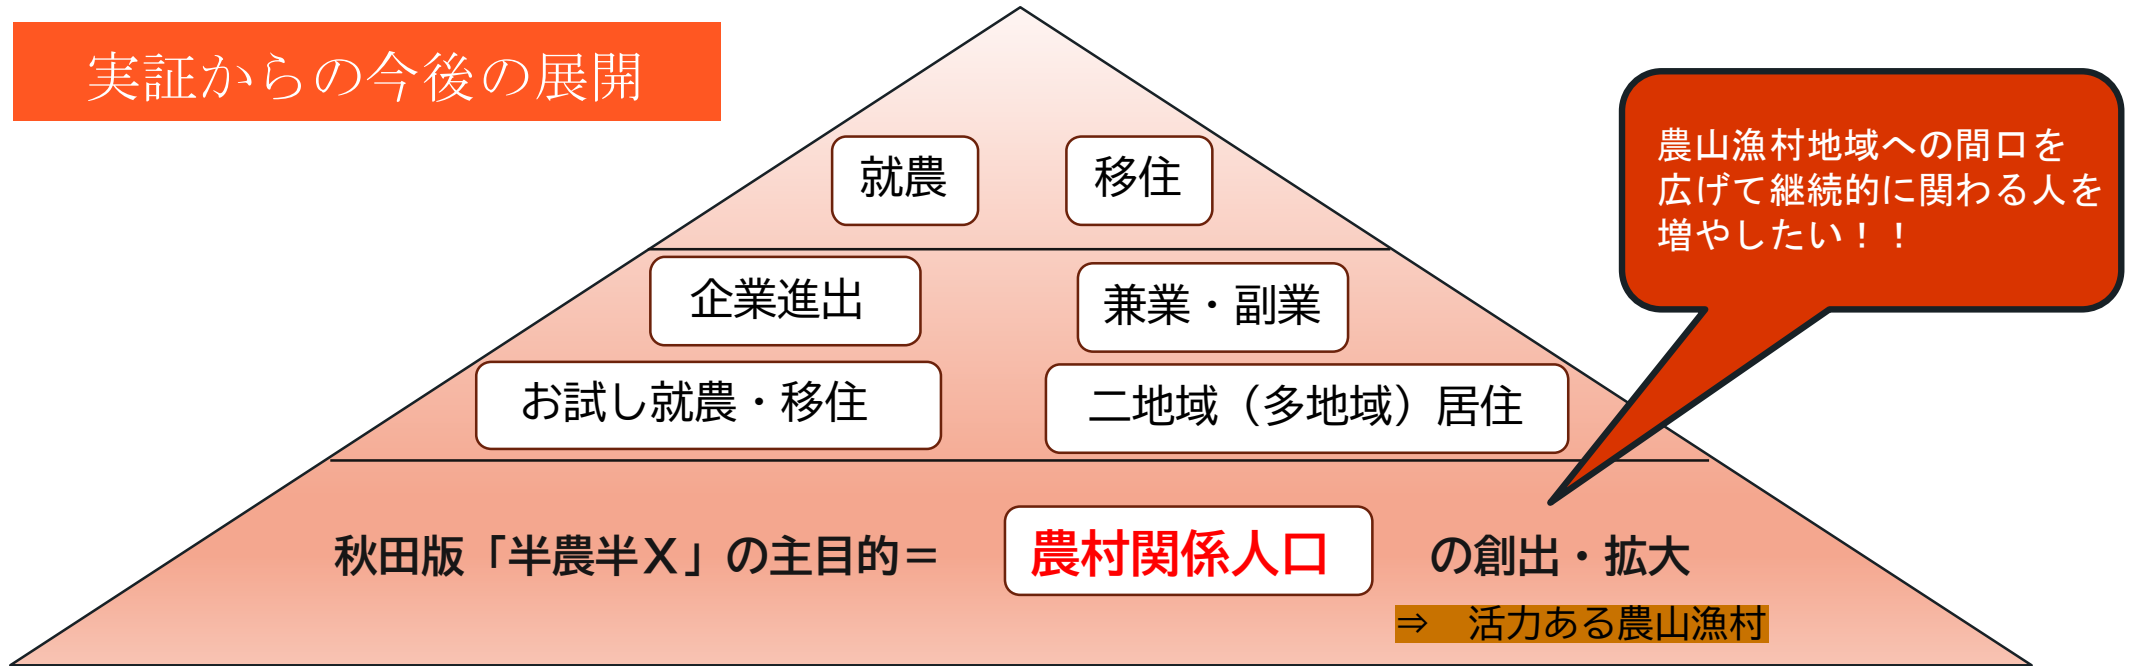 実証からの今後の展開
農山漁村地域への間口を
広げて継続的に関わる人を
増やしたい！！
就農
移住
企業進出
兼業・副業
お試し就農・移住
二地域（多地域）居住
秋田版「半農半Ｘ」の主目的＝ 農村関係人口 の創出・拡大
⇒　活力ある農山漁村